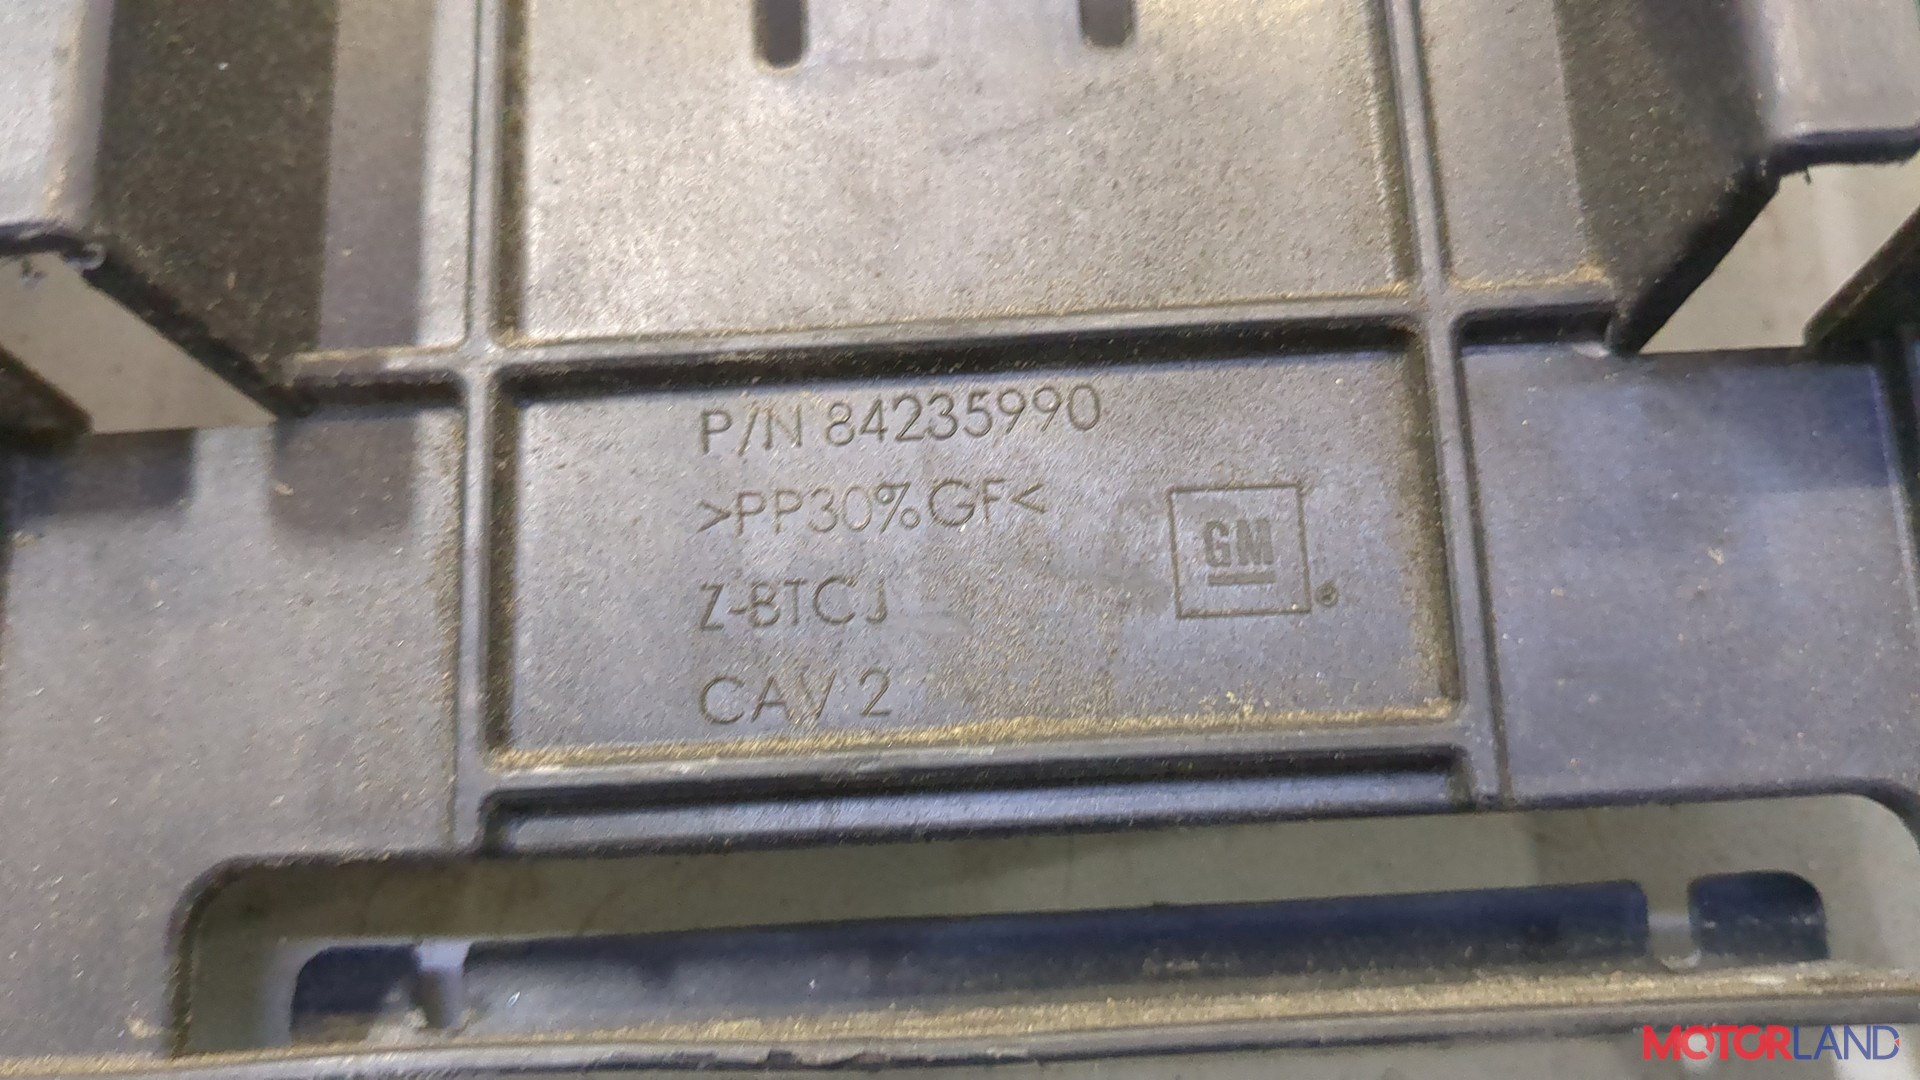 P/N 84235990
>PP30%GF<
GM
®
Z-BTCJ
CAV 2
MOTORLAND